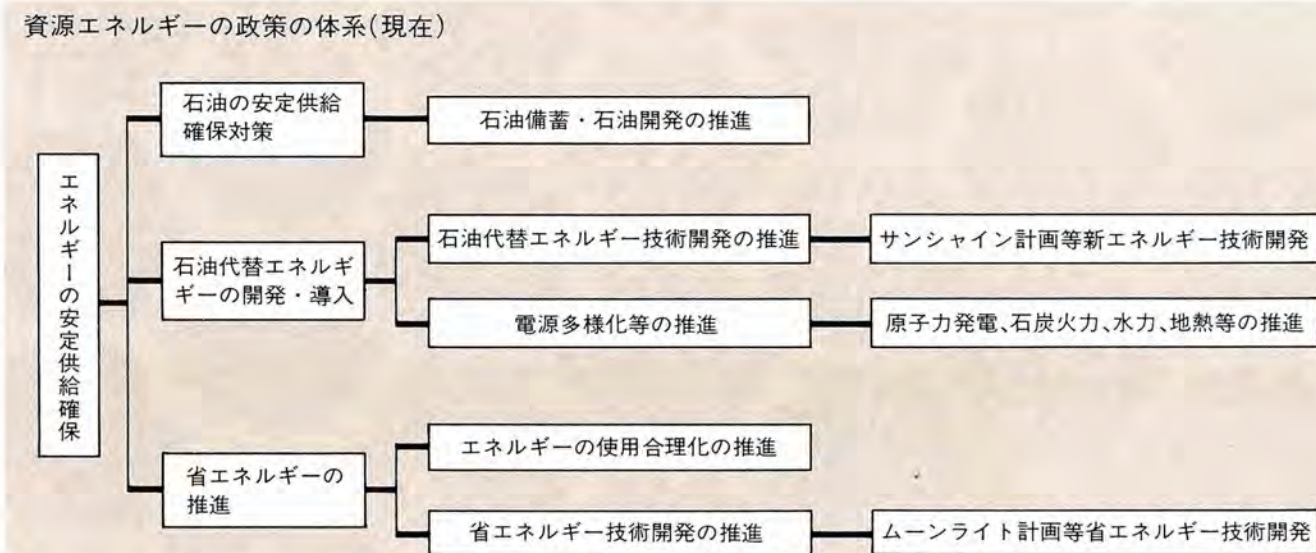 資源エネルギーの政策の体系(現在)
エネルギーの安定供給確保
石油の安定供給
確保対策
石油備蓄・石油開発の推進
石油代替エネルギ
ギーの開発・導入
石油代替エネルギー技術開発の推進
サンシャイン計画等新エネルギー技術開発
電源多様化等の推進
原子力発電、石炭火力、水力、地熱等の推進
省エネルギーの
推進
エネルギーの使用合理化の推進
省エネルギー技術開発の推進
ムーンライト計画等省エネルギー技術開発